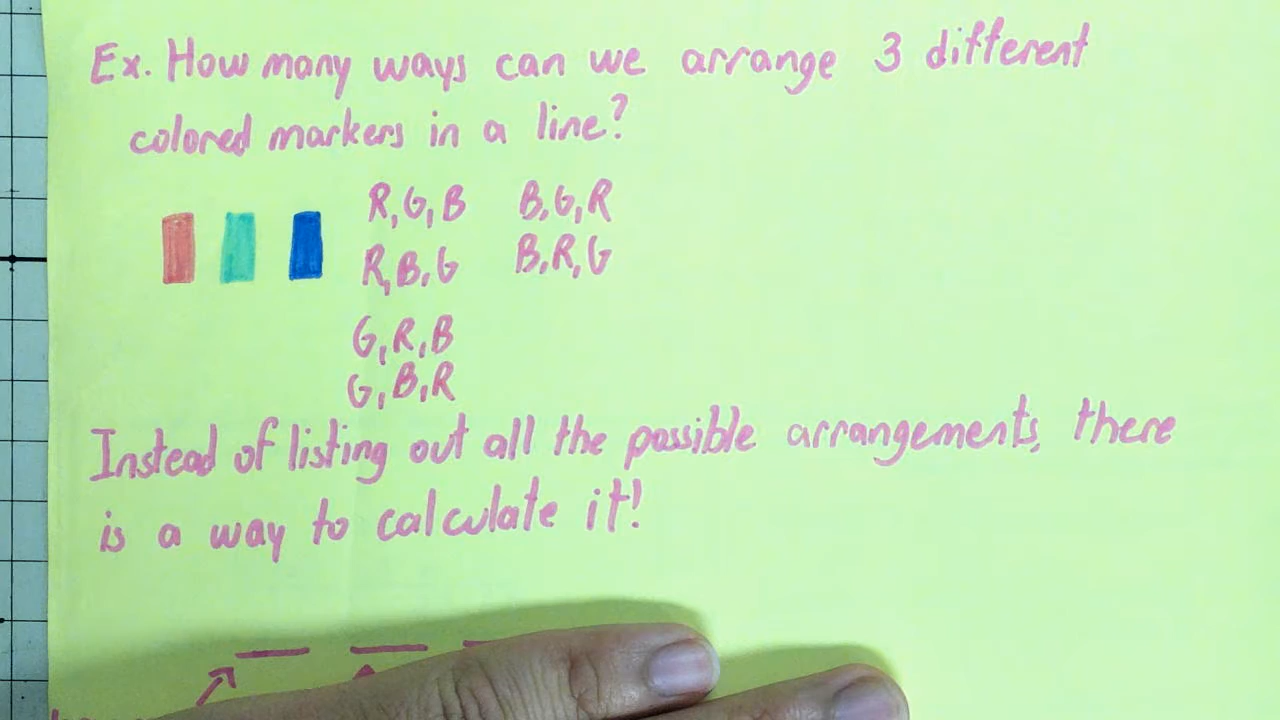 Ex. How many ways can we arrange 3 different
colored markers in a line?
R,G,B B,G,R
R,B,G B,R,G
G,R,B
G,B,R
Instead of listing out all the possible arrangements, there
is a way to calculate it!